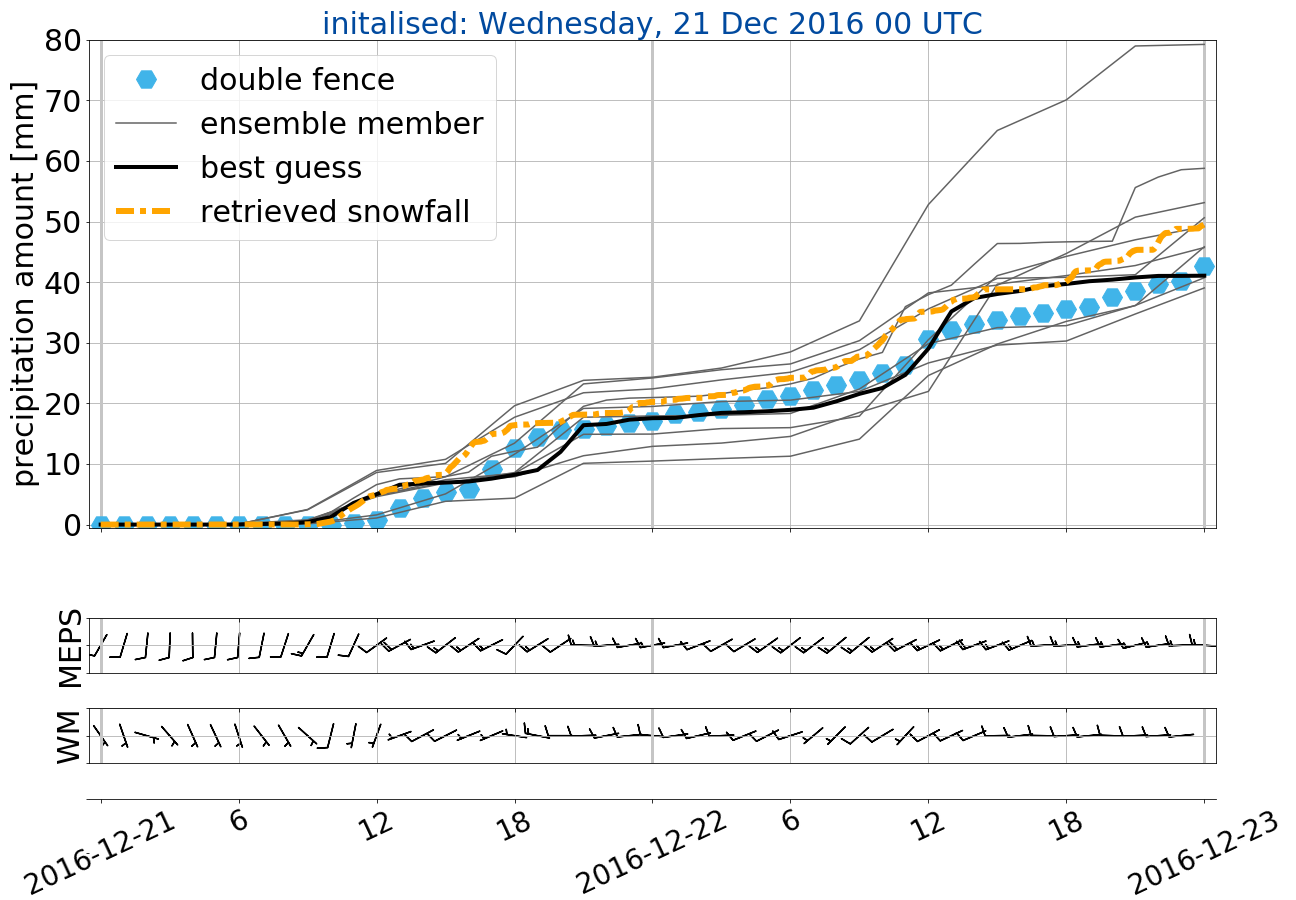 initalised: Wednesday, 21 Dec 2016 00 UTC
precipitation amount [mm]
80
70
60
50
40
30
20
10
0
double fence
ensemble member
best guess
retrieved snowfall
MEPS
WM
2016-12-21
6
12
18
2016-12-22
6
12
18
2016-12-23